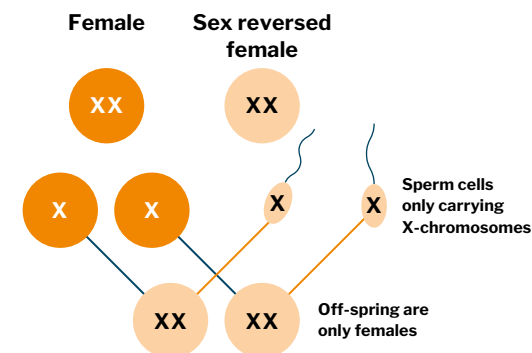 Female
Sex reversed
female
XX
XX
X
X
X
X
Sperm cells
only carrying
X-chromosomes
XX
XX
Off-spring are
only females